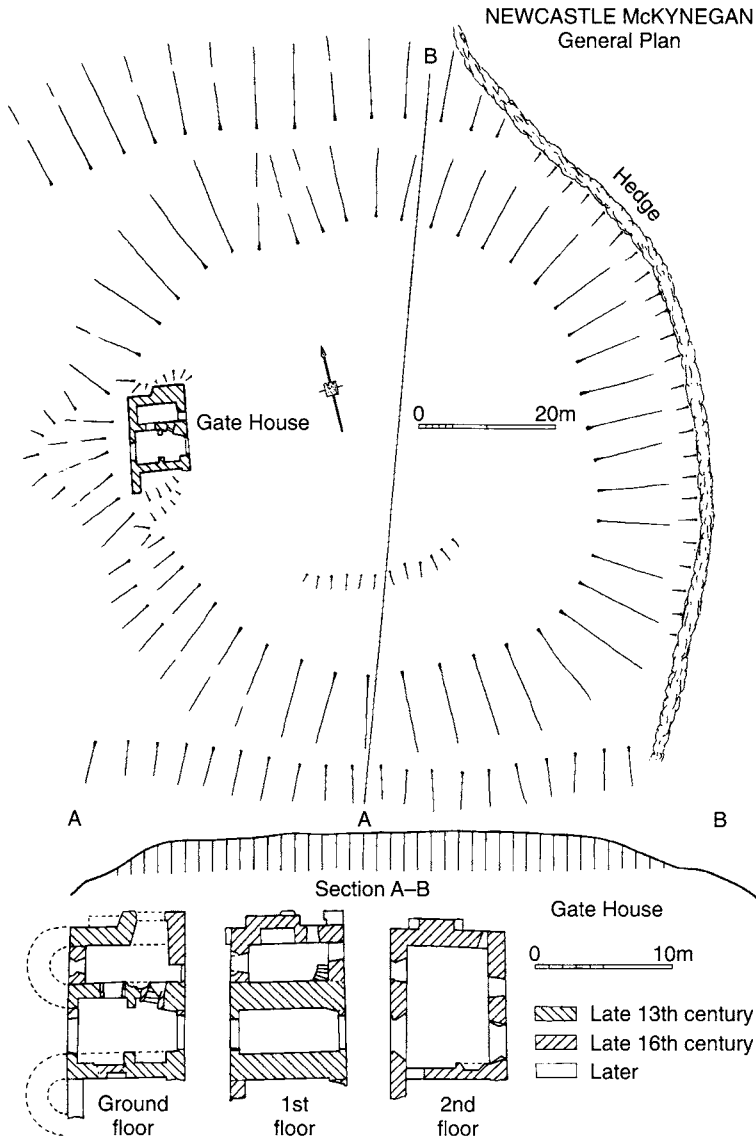 NEWCASTLE McKYNEGAN
General Plan
B
Hedge
Gate House
0 20m
A A B
Section A–B
Gate House
0 10m
Late 13th century
Late 16th century
Later
Ground
floor
1st
floor
2nd
floor